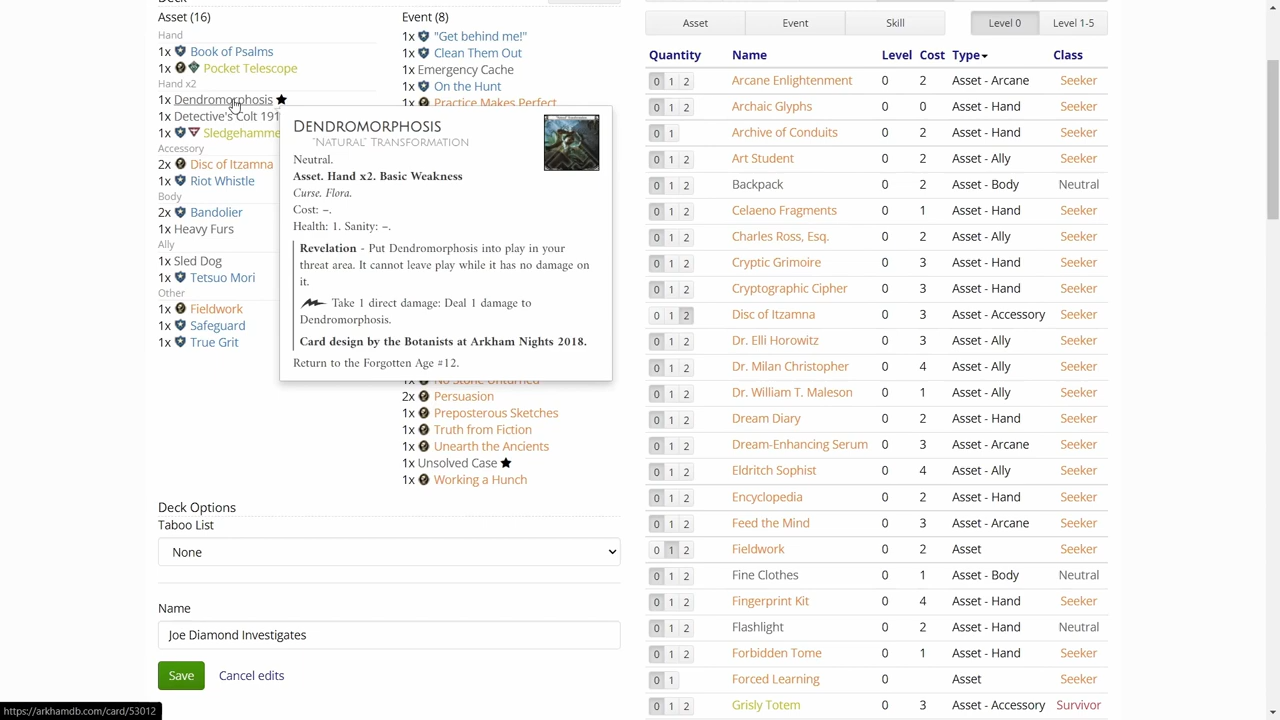 Asset (16)
Hand
1x Book of Psalms
1x Pocket Telescope
Hand x2
1x Dendromorphosis ★
1x Detective's Colt 191
1x Sledgehamme
Accessory
2x Disc of Itzamna
1x Riot Whistle
Body
2x Bandolier
1x Heavy Furs
Ally
1x Sled Dog
1x Tetsuo Mori
Other
1x Fieldwork
1x Safeguard
1x True Grit
Event (8)
1x "Get behind me!"
1x Clean Them Out
1x Emergency Cache
1x On the Hunt
1x Practice Makes Perfect
DENDROMORPHOSIS
"NATURAL" TRANSFORMATION
Neutral.
Asset. Hand x2. Basic Weakness
Curse. Flora.
Cost: –.
Health: 1. Sanity: –.
Revelation - Put Dendromorphosis into play in your
threat area. It cannot leave play while it has no damage on
it.
Take 1 direct damage: Deal 1 damage to
Dendromorphosis.
Card design by the Botanists at Arkham Nights 2018.
Return to the Forgotten Age #12.
No Stone Unturned
2x Persuasion
1x Preposterous Sketches
1x Truth from Fiction
1x Unearth the Ancients
1x Unsolved Case ★
1x Working a Hunch
Deck Options
Taboo List
None
Name
Joe Diamond Investigates
Save Cancel edits
https://arkhamdb.com/card/53012
Asset Event Skill Level 0 Level 1-5
Quantity Name Level Cost Type Class
0 1 2 Arcane Enlightenment 0 2 Asset - Arcane Seeker
0 1 2 Archaic Glyphs 0 0 Asset - Hand Seeker
0 1 Archive of Conduits 0 2 Asset - Hand Seeker
0 1 2 Art Student 0 2 Asset - Ally Seeker
0 1 2 Backpack 0 2 Asset - Body Neutral
0 1 2 Celaeno Fragments 0 1 Asset - Hand Seeker
0 1 2 Charles Ross, Esq. 0 2 Asset - Ally Seeker
0 1 2 Cryptic Grimoire 0 3 Asset - Hand Seeker
0 1 2 Cryptographic Cipher 0 3 Asset - Hand Seeker
0 1 2 Disc of Itzamna 0 3 Asset - Accessory Seeker
0 1 2 Dr. Elli Horowitz 0 3 Asset - Ally Seeker
0 1 2 Dr. Milan Christopher 0 4 Asset - Ally Seeker
0 1 2 Dr. William T. Maleson 0 1 Asset - Ally Seeker
0 1 2 Dream Diary 0 2 Asset - Hand Seeker
0 1 2 Dream-Enhancing Serum 0 3 Asset - Arcane Seeker
0 1 2 Eldritch Sophist 0 4 Asset - Ally Seeker
0 1 2 Encyclopedia 0 2 Asset - Hand Seeker
0 1 2 Feed the Mind 0 3 Asset - Arcane Seeker
0 1 2 Fieldwork 0 2 Asset Seeker
0 1 2 Fine Clothes 0 1 Asset - Body Neutral
0 1 2 Fingerprint Kit 0 4 Asset - Hand Seeker
0 1 2 Flashlight 0 2 Asset - Hand Neutral
0 1 2 Forbidden Tome 0 1 Asset - Hand Seeker
0 1 Forced Learning 0 Asset Seeker
0 1 2 Grisly Totem 0 3 Asset - Accessory Survivor